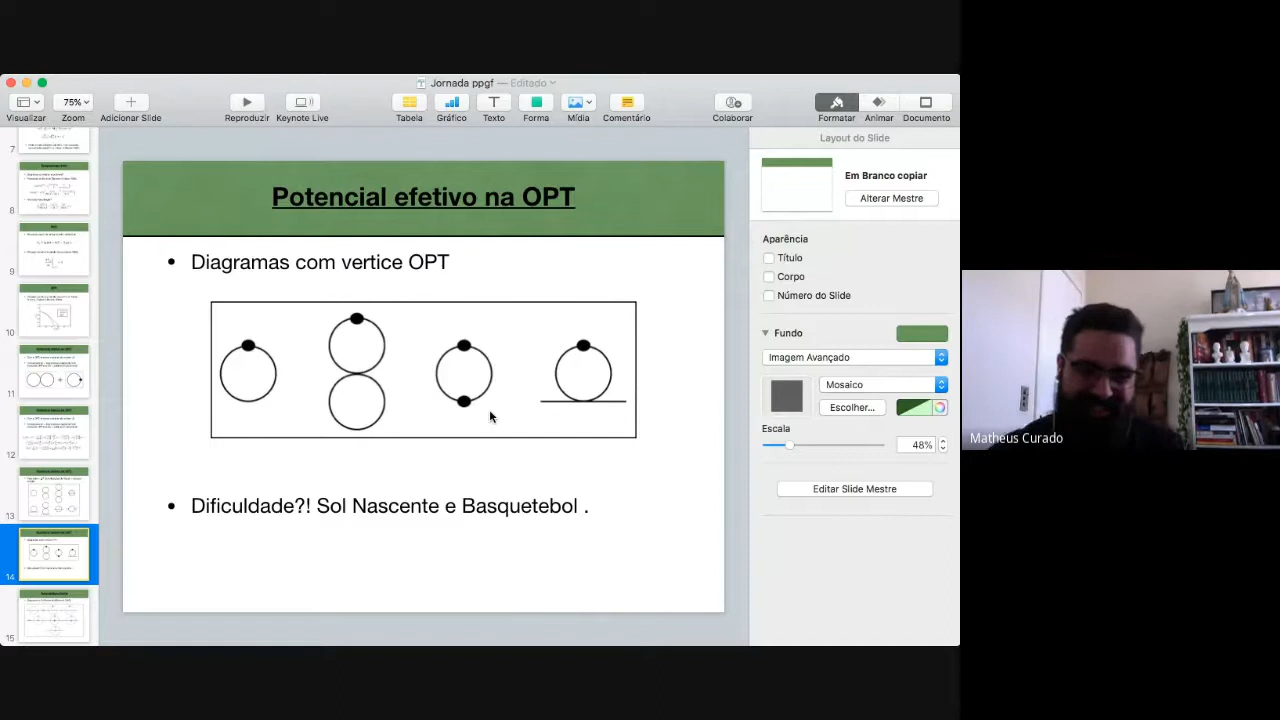 Jornada ppgf — Editado
75%
Visualizar Zoom Adicionar Slide Reproduzir Keynote Live Tabela Gráfico Texto Forma Mídia Comentário Colaborar Formatar Animar Documento
Layout do Slide
Em Branco copiar
Alterar Mestre
Aparência
Título
Corpo
Número do Slide
Fundo
Imagem Avançado
Mosaico
Escolher...
Escala
48%
Editar Slide Mestre
7
8
9
10
11
12
13
14
15
Potencial efetivo na OPT
• Diagramas com vertice OPT
• Dificuldade?! Sol Nascente e Basquetebol .
Matheus Curado